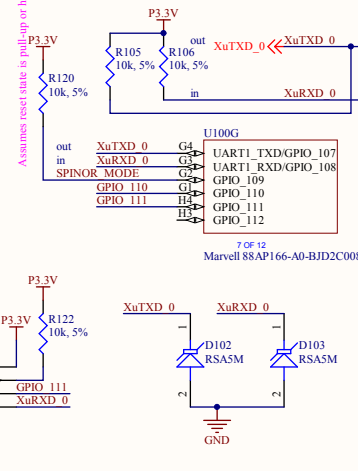 P3.3V
P3.3V
R105
10k, 5%
R106
10k, 5%
out
XuTXD_0
XuTXD_0
R120
10k, 5%
in
XuRXD_0
Assumes reset state is pull-up or h
U100G
out
XuTXD_0
G4
UART1_TXD/GPIO_107
in
XuRXD_0
G3
UART1_RXD/GPIO_108
SPINOR_MODE
G2
GPIO_109
GPIO_110
G1
GPIO_110
GPIO_111
H4
GPIO_111
H3
GPIO_112
7 OF 12
Marvell 88AP166-A0-BJD2C008
P3.3V
P3.3V
R122
10k, 5%
GPIO_111
XuRXD_0
XuTXD_0
XuRXD_0
1
1
D102
RSA5M
D103
RSA5M
2
2
GND